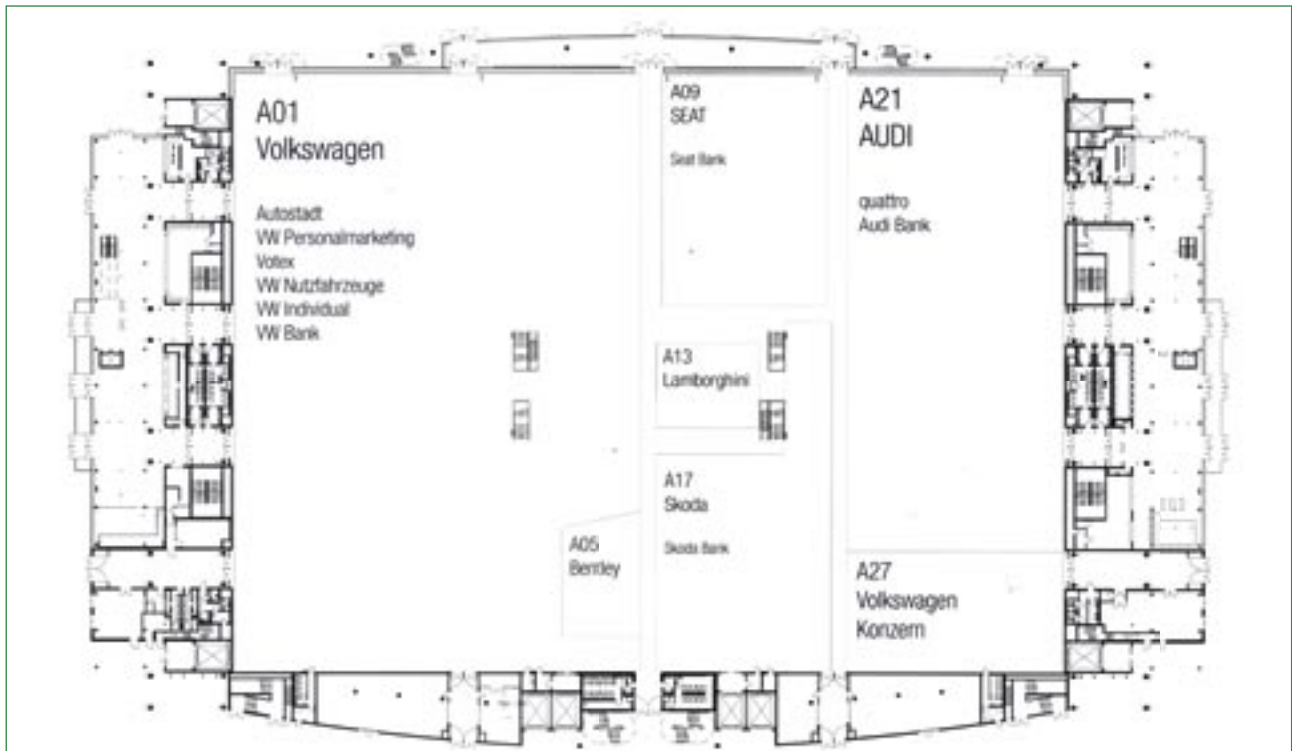 A01
Volkswagen
Autostadt
VW Personalmarketing
Votex
VW Nutzfahrzeuge
VW Individual
VW Bank
A05
Bentley
A09
SEAT
Seat Bank
A13
Lamborghini
A17
Skoda
Skoda Bank
A21
AUDI
quattro
Audi Bank
A27
Volkswagen
Konzern